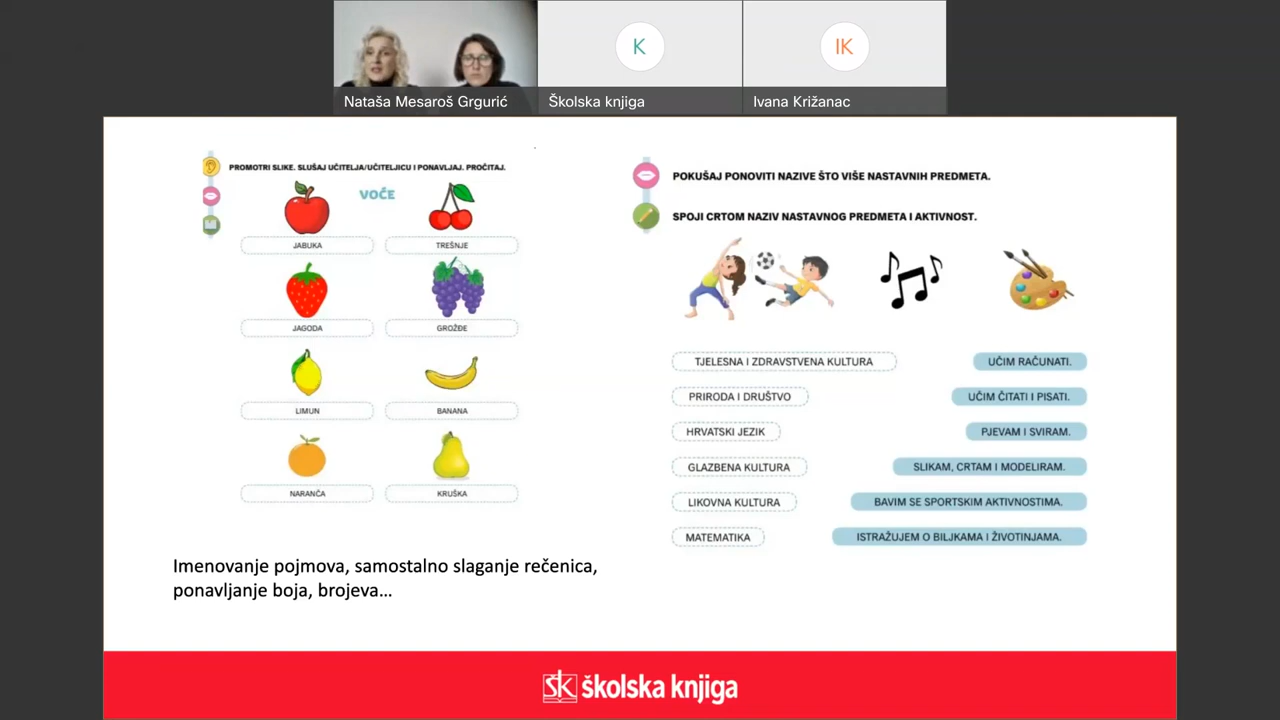 K
IK
Nataša Mesaroš Grgurić
Školska knjiga
Ivana Križanac
PROMOTRI SLIKE. SLUŠAJ UČITELJA/UČITELJICU I PONAVLJAJ. PROČITAJ.
VOĆE
JABUKA
TREŠNJE
JAGODA
GROŽĐE
LIMUN
BANANA
NARANČA
KRUŠKA
Imenovanje pojmova, samostalno slaganje rečenica,
ponavljanje boja, brojeva...
POKUŠAJ PONOVITI NAZIVE ŠTO VIŠE NASTAVNIH PREDMETA.
SPOJI CRTOM NAZIV NASTAVNOG PREDMETA I AKTIVNOST.
TJELESNA I ZDRAVSTVENA KULTURA
UČIM RAČUNATI.
PRIRODA I DRUŠTVO
UČIM ČITATI I PISATI.
HRVATSKI JEZIK
PJEVAM I SVIRAM.
GLAZBENA KULTURA
SLIKAM, CRTAM I MODELIRAM.
LIKOVNA KULTURA
BAVIM SE SPORTSKIM AKTIVNOSTIMA.
MATEMATIKA
ISTRAŽUJEM O BILJKAMA I ŽIVOTINJAMA.
ŠK školska knjiga